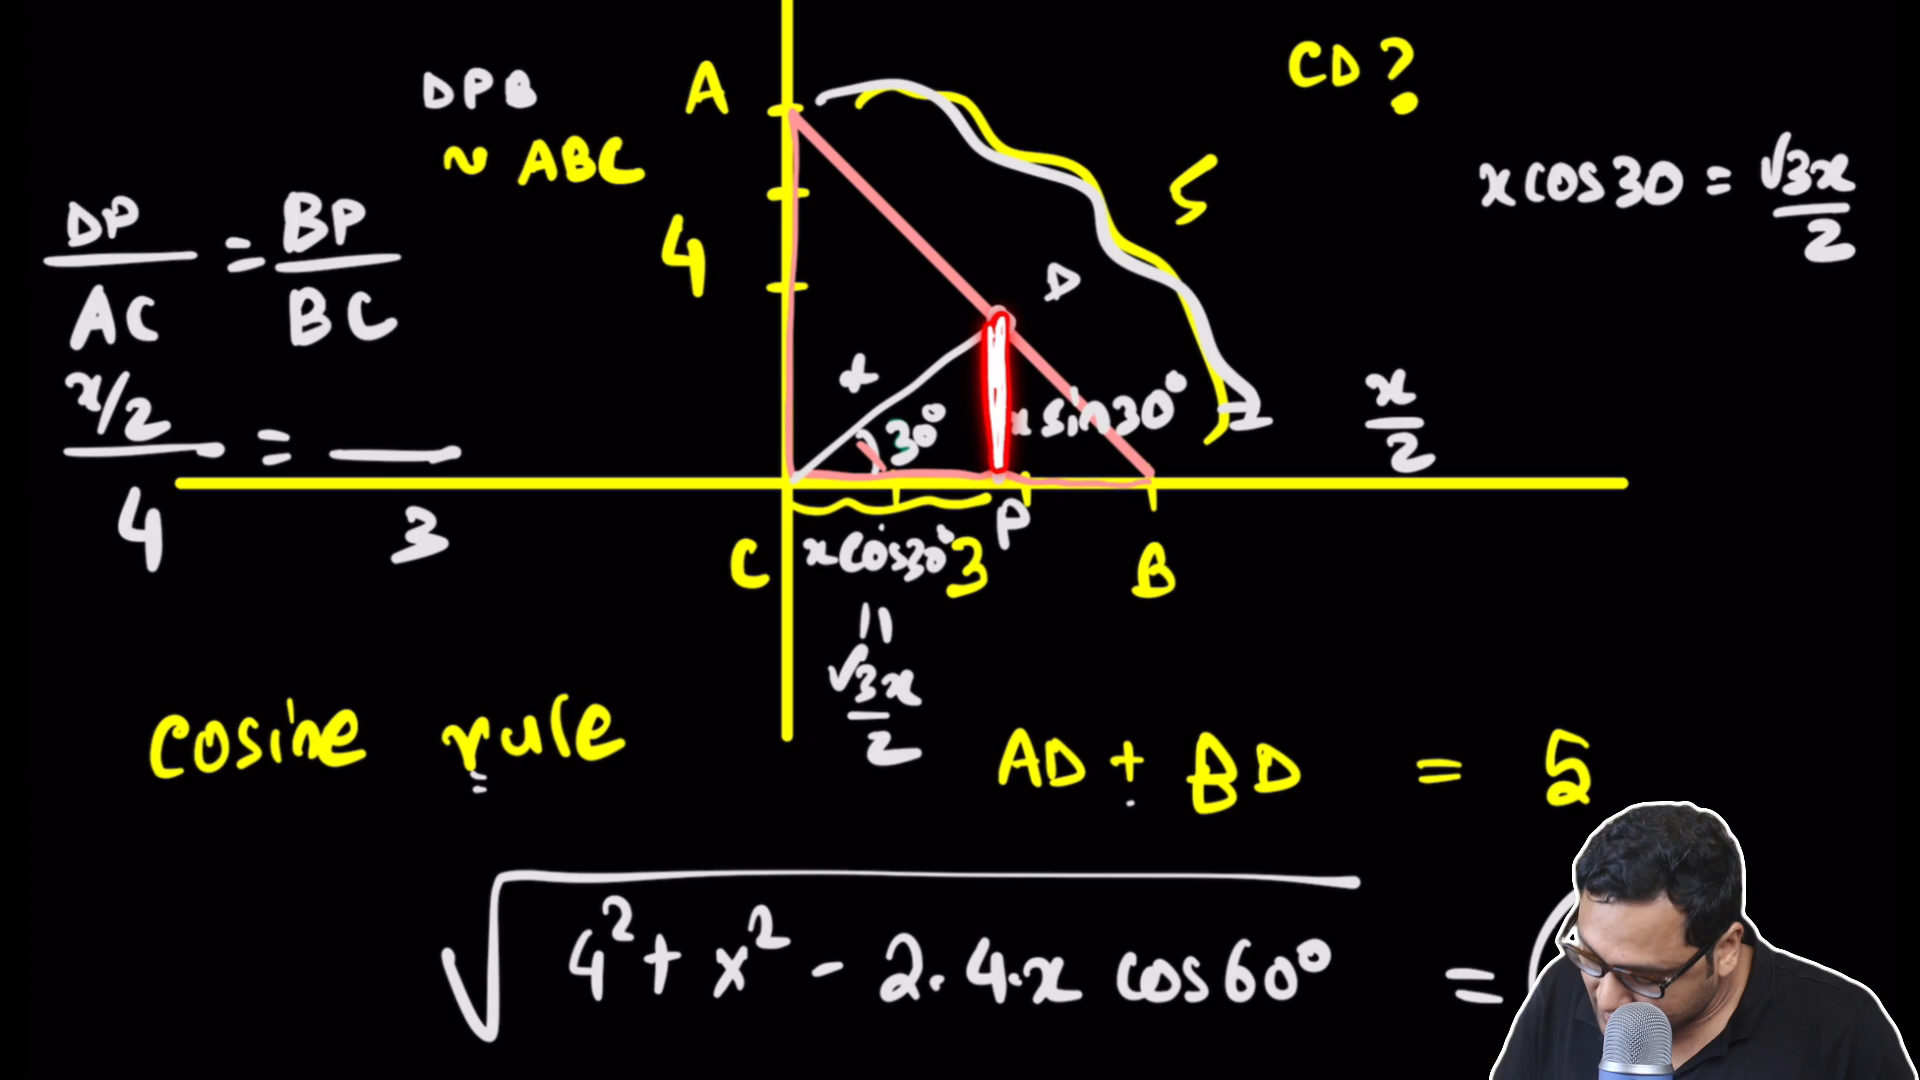 DPB
~ ABC
A
CD?
5
x cos 30 = √3x/2
DP/AC = BP/BC
4
D
x
30°
x sin 30°
x/2
x/2 / 4 = / 3
C
x cos 30°
3
P
B
=
√3x/2
cosine rule
AD + BD = 5
√(4² + x² - 2.4.x cos 60°) =